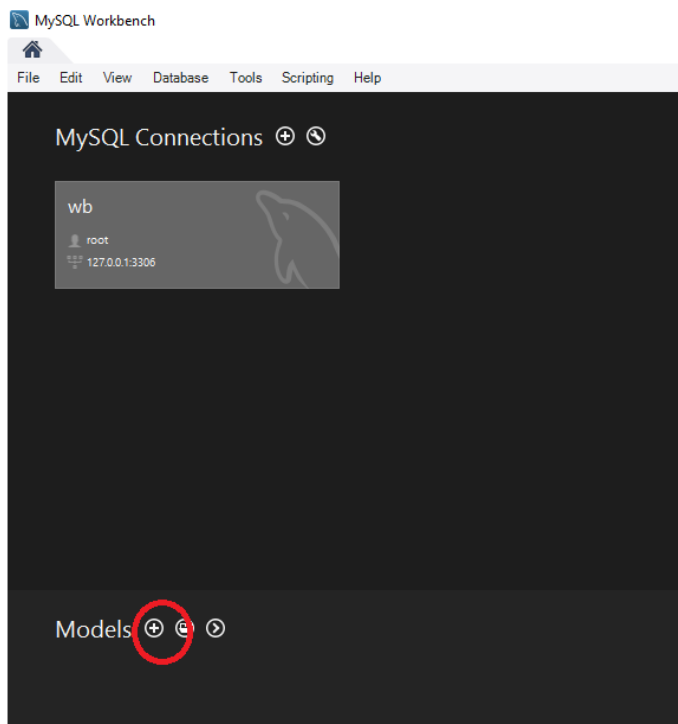 MySQL Workbench
File Edit View Database Tools Scripting Help
MySQL Connections
wb
root
127.0.0.1:3306
Models